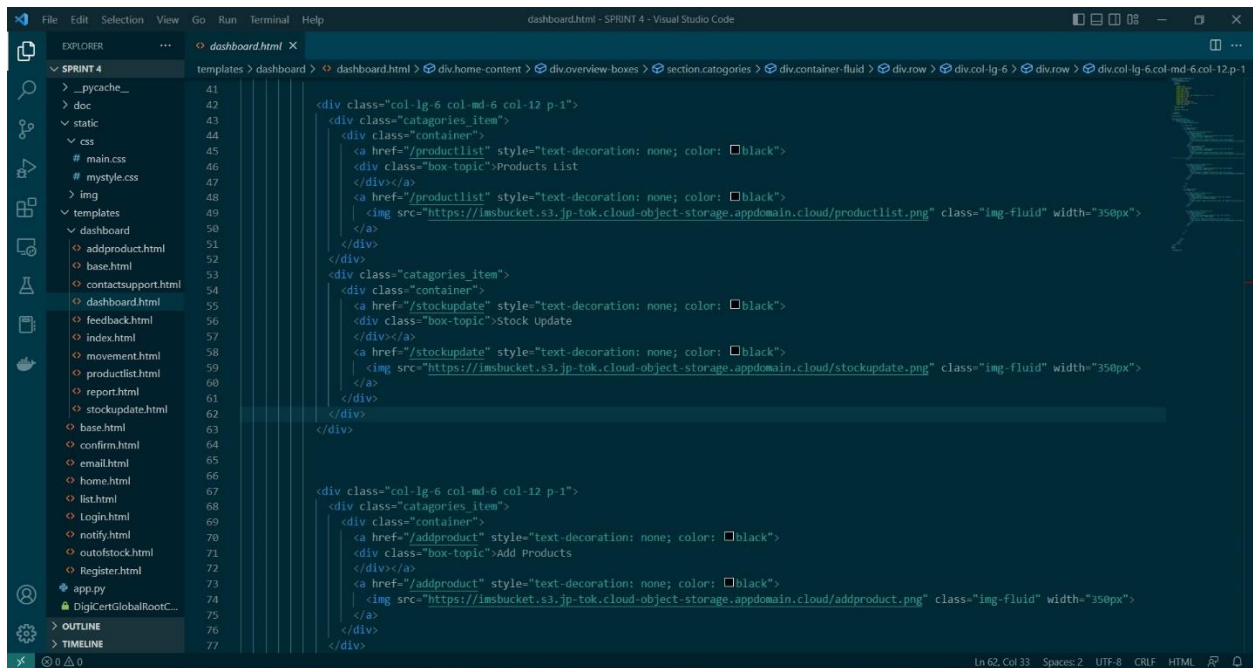 File Edit Selection View Go Run Terminal Help dashboard.html - SPRINT 4 - Visual Studio Code
EXPLORER ... dashboard.html
SPRINT 4
__pycache__
doc
static
css
# main.css
# mystyle.css
img
templates
dashboard
addproduct.html
base.html
contactsupport.html
dashboard.html
feedback.html
index.html
movement.html
productlist.html
report.html
stockupdate.html
base.html
confirm.html
email.html
home.html
list.html
Login.html
notify.html
outofstock.html
Register.html
app.py
DigiCertGlobalRootC...
OUTLINE
TIMELINE
templates > dashboard > dashboard.html > div.home-content > div.overview-boxes > section.catogories > div.container-fluid > div.row > div.col-lg-6 > div.row > div.col-lg-6.col-md-6.col-12.p-1
41
42 <div class="col-lg-6 col-md-6 col-12 p-1">
43 <div class="catagories_item">
44 <div class="container">
45 <a href="/productlist" style="text-decoration: none; color: black">
46 <div class="box-topic">Products List
47 </div></a>
48 <a href="/productlist" style="text-decoration: none; color: black">
49 <img src="https://imsbucket.s3.jp-tok.cloud-object-storage.appdomain.cloud/productlist.png" class="img-fluid" width="350px">
50 </a>
51 </div>
52 </div>
53 <div class="catagories_item">
54 <div class="container">
55 <a href="/stockupdate" style="text-decoration: none; color: black">
56 <div class="box-topic">Stock Update
57 </div></a>
58 <a href="/stockupdate" style="text-decoration: none; color: black">
59 <img src="https://imsbucket.s3.jp-tok.cloud-object-storage.appdomain.cloud/stockupdate.png" class="img-fluid" width="350px">
60 </a>
61 </div>
62 </div>
63 </div>
64
65
66
67 <div class="col-lg-6 col-md-6 col-12 p-1">
68 <div class="catagories_item">
69 <div class="container">
70 <a href="/addproduct" style="text-decoration: none; color: black">
71 <div class="box-topic">Add Products
72 </div></a>
73 <a href="/addproduct" style="text-decoration: none; color: black">
74 <img src="https://imsbucket.s3.jp-tok.cloud-object-storage.appdomain.cloud/addproduct.png" class="img-fluid" width="350px">
75 </a>
76 </div>
77 </div>
0 0 Ln 62, Col 33 Spaces: 2 UTF-8 CRLF HTML